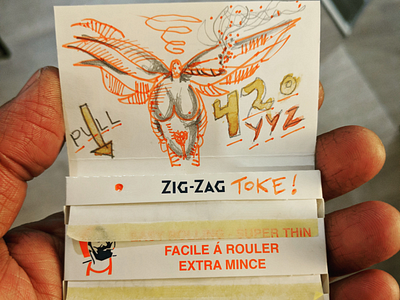 PULL
420
YYZ
ZIG-ZAG TOKE!
SUPER THIN
FACILE Á ROULER
EXTRA MINCE